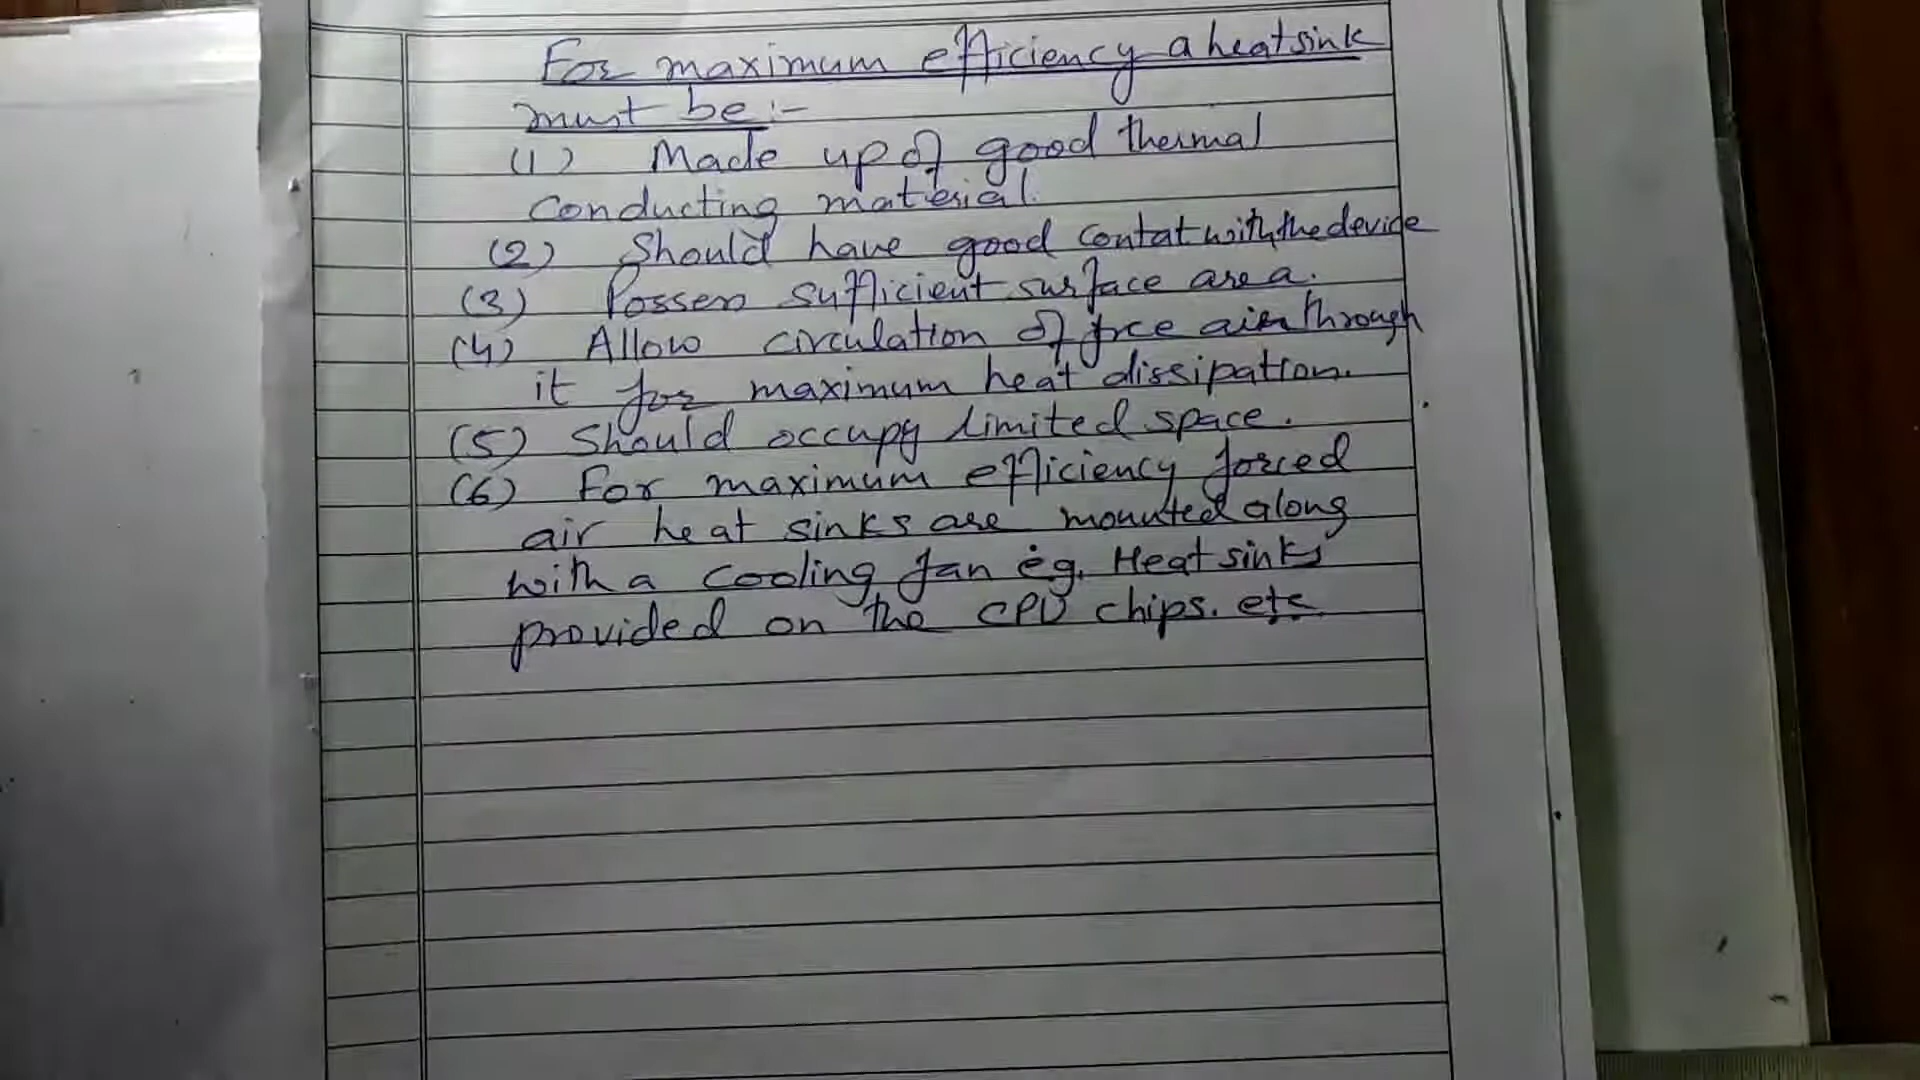 For maximum efficiency a heatsink
must be:-
(1) Made up of good thermal
conducting material.
(2) Should have good contat with the device
(3) Possess sufficient surface area.
(4) Allow circulation of free air through
it for maximum heat dissipation.
(5) Should occupy limited space.
(6) For maximum efficiency forced
air heat sinks are mounted along
with a cooling fan eg. Heat sinks
provided on the CPU chips. etc